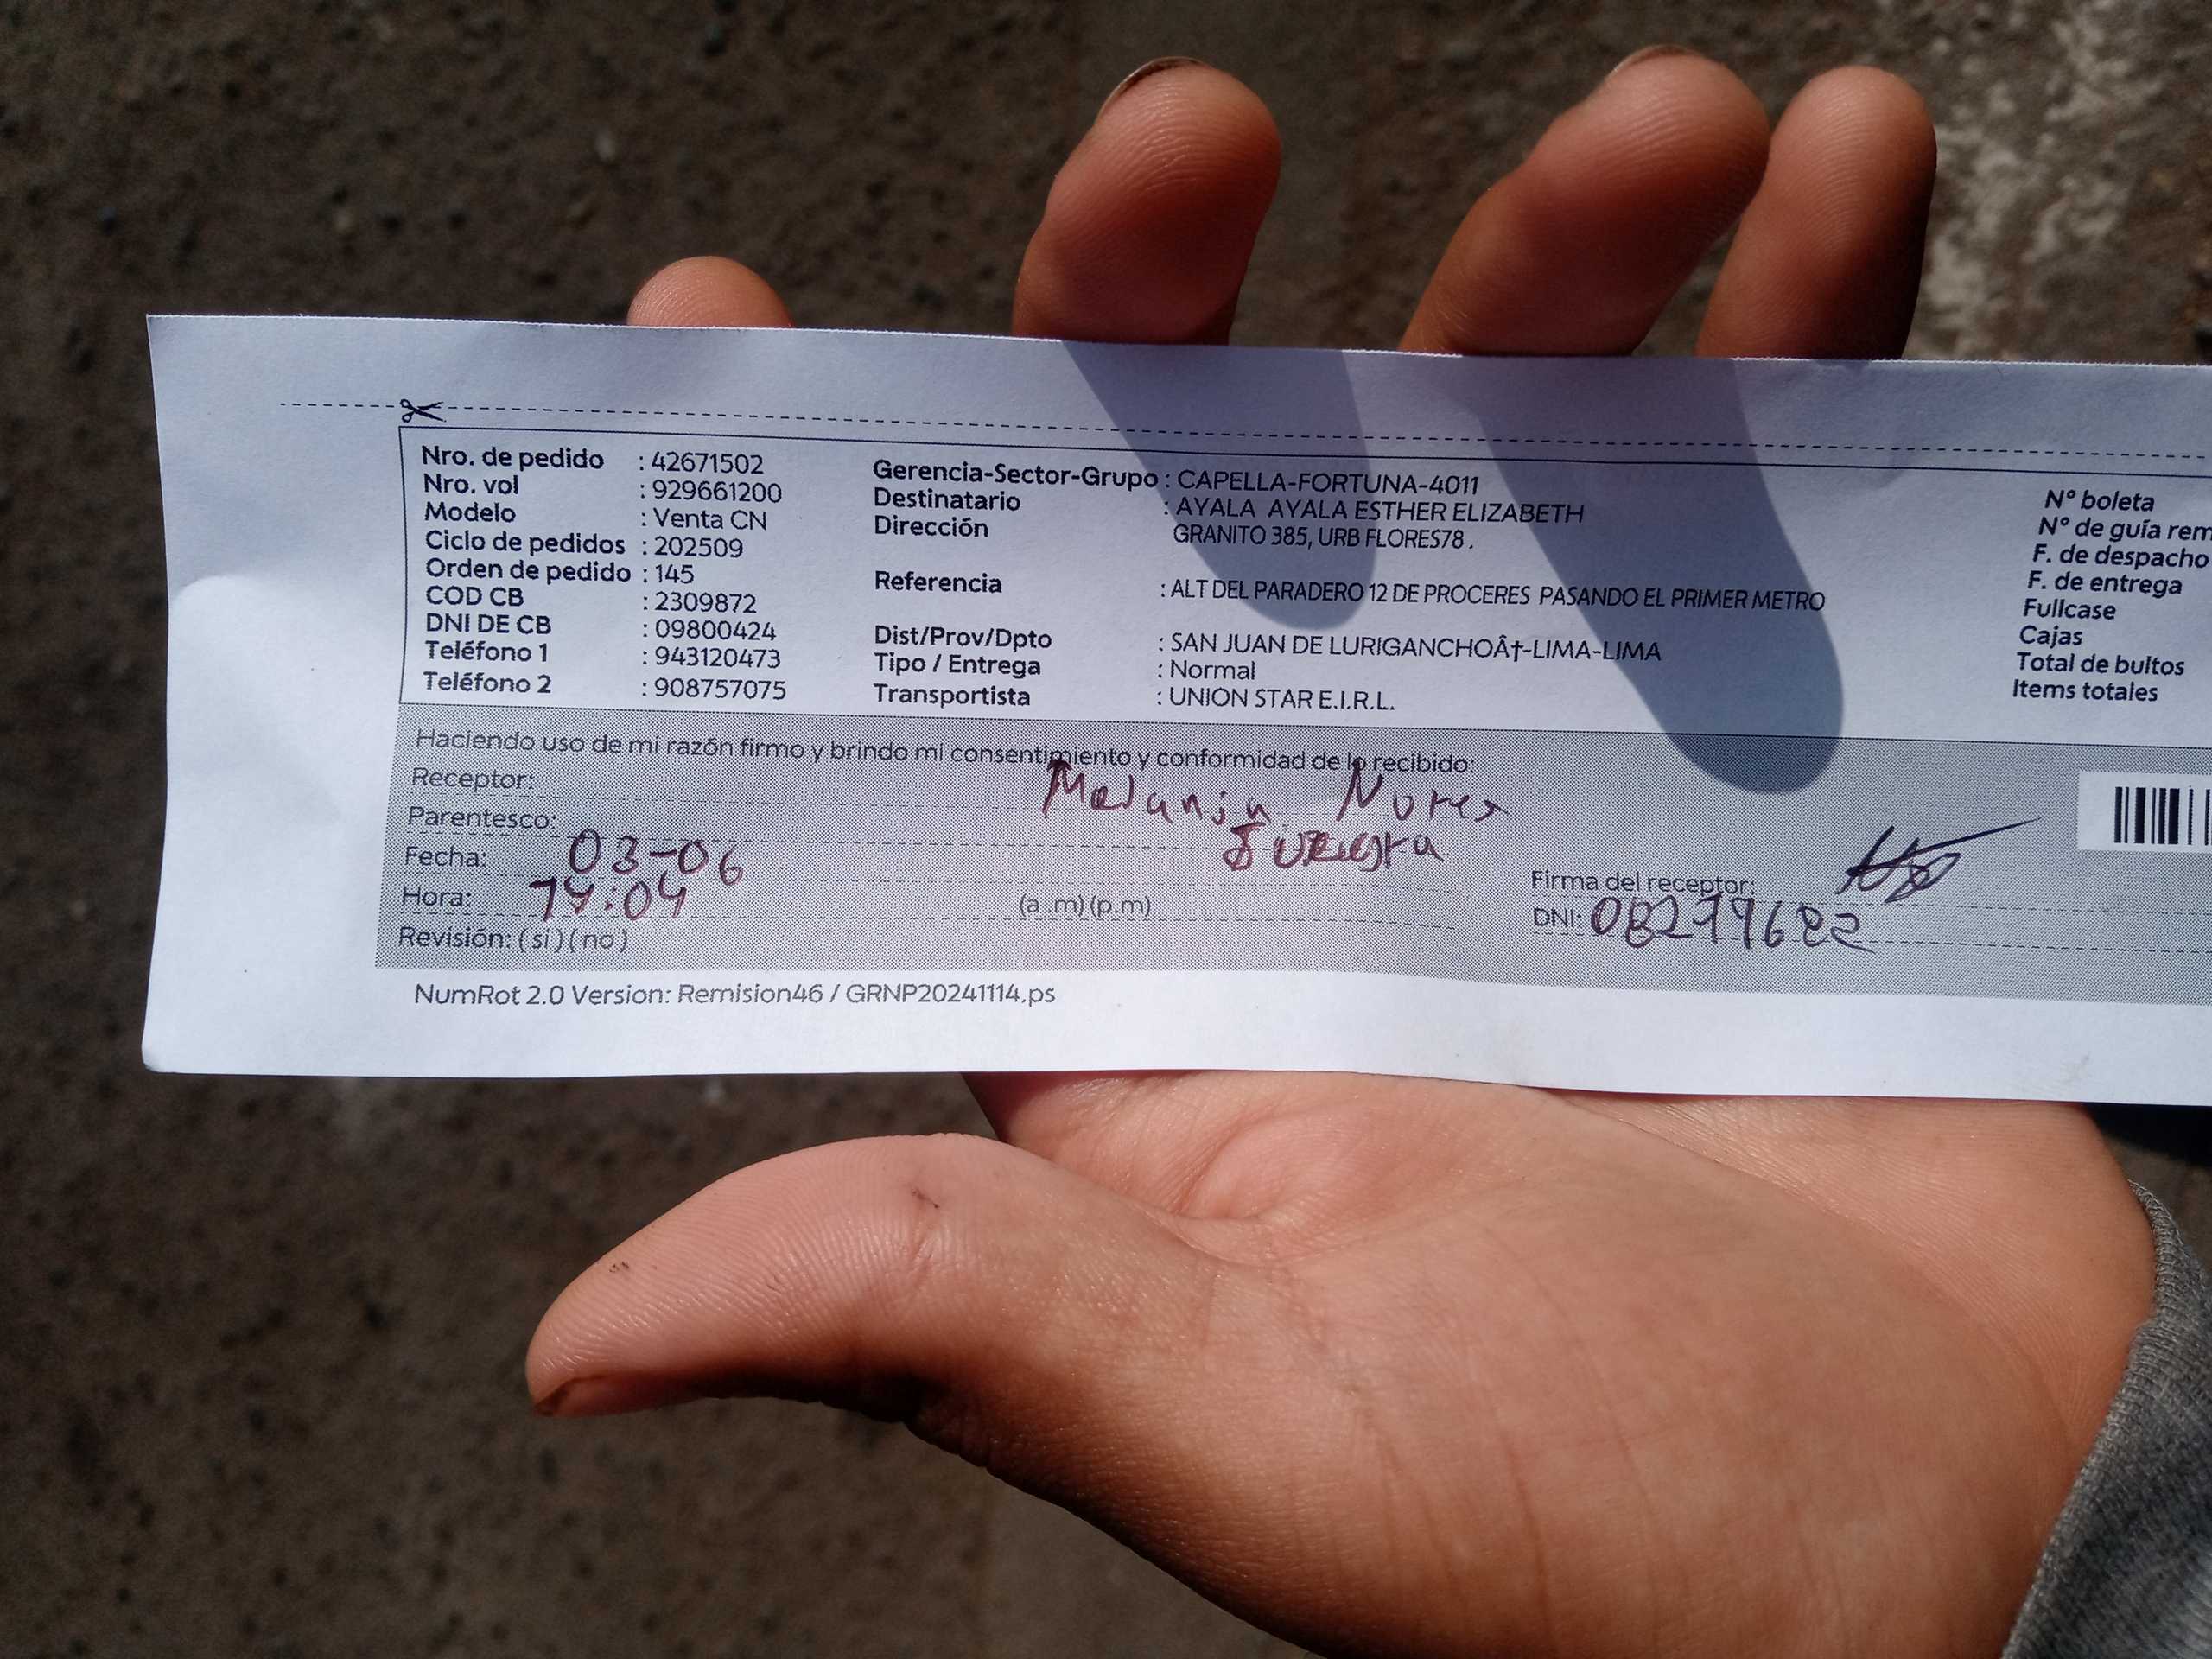 Nro. de pedido : 42671502
Nro. vol : 929661200
Modelo : Venta CN
Ciclo de pedidos : 202509
Orden de pedido : 145
COD CB : 2309872
DNI DE CB : 09800424
Teléfono 1 : 943120473
Teléfono 2 : 908757075
Gerencia-Sector-Grupo : CAPELLA-FORTUNA-4011
Destinatario : AYALA AYALA ESTHER ELIZABETH
Dirección GRANITO 385, URB FLORES78 .
Referencia : ALT DEL PARADERO 12 DE PROCERES PASANDO EL PRIMER METRO
Dist/Prov/Dpto : SAN JUAN DE LURIGANCHOÂ†-LIMA-LIMA
Tipo / Entrega : Normal
Transportista : UNION STAR E.I.R.L.
Nº boleta
Nº de guía rem
F. de despacho
F. de entrega
Fullcase
Cajas
Total de bultos
Items totales
Haciendo uso de mi razón firmo y brindo mi consentimiento y conformidad de lo recibido:
Receptor:
Parentesco:
Fecha: 03-06
Hora: 14:04 (a .m) (p.m)
Revisión: ( si ) ( no )
Firma del receptor:
DNI:
NumRot 2.0 Version: Remision46 / GRNP20241114.ps